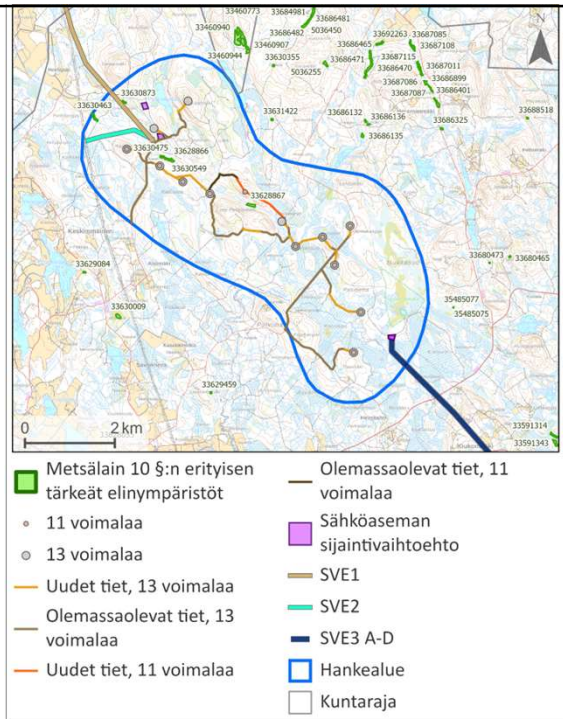 33460773
33684981
33686481
33460940
33686482
5036450
33692263
33687085
33460907
33686465
33687108
33460944
33630355
33686471
33687115
33687011
5036255
33686470
33686899
33630873
33687086
33687087
33686401
33630463
33631422
33686132
33686136
33686325
33688518
33630475
33628866
33686135
33630549
33628867
33629084
33680473
33680465
33630009
35485077
35485075
33629459
33591314
33591343
N
0 2 km
Metsälain 10 §:n erityisen
tärkeät elinympäristöt
11 voimalaa
13 voimalaa
Uudet tiet, 13 voimalaa
Olemassaolevat tiet, 13
voimalaa
Uudet tiet, 11 voimalaa
Olemassaolevat tiet, 11
voimalaa
Sähköaseman
sijaintivaihtoehto
SVE1
SVE2
SVE3 A-D
Hankealue
Kuntaraja